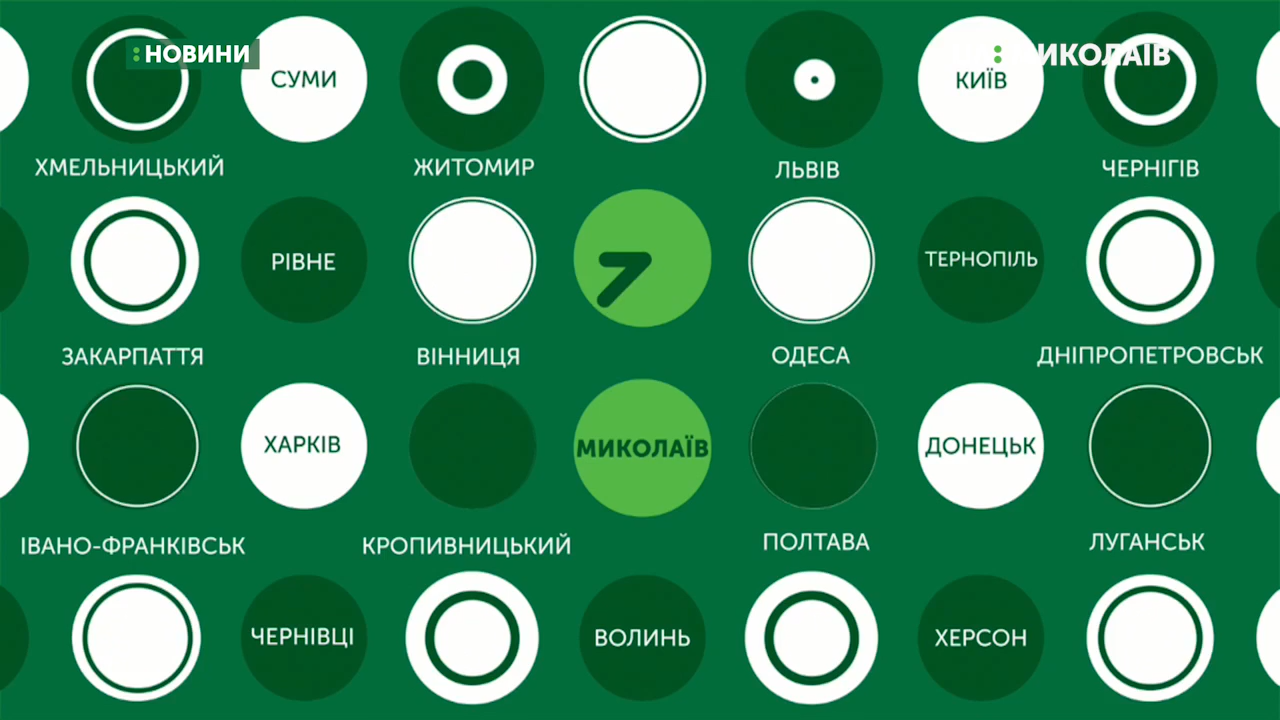 : НОВИНИ
: МИКОЛАЇВ
СУМИ
КИЇВ
ХМЕЛЬНИЦЬКИЙ
ЖИТОМИР
ЛЬВІВ
ЧЕРНІГІВ
РІВНЕ
ТЕРНОПІЛЬ
ЗАКАРПАТТЯ
ВІННИЦЯ
ОДЕСА
ДНІПРОПЕТРОВСЬК
ХАРКІВ
МИКОЛАЇВ
ДОНЕЦЬК
ІВАНО-ФРАНКІВСЬК
КРОПИВНИЦЬКИЙ
ПОЛТАВА
ЛУГАНСЬК
ЧЕРНІВЦІ
ВОЛИНЬ
ХЕРСОН